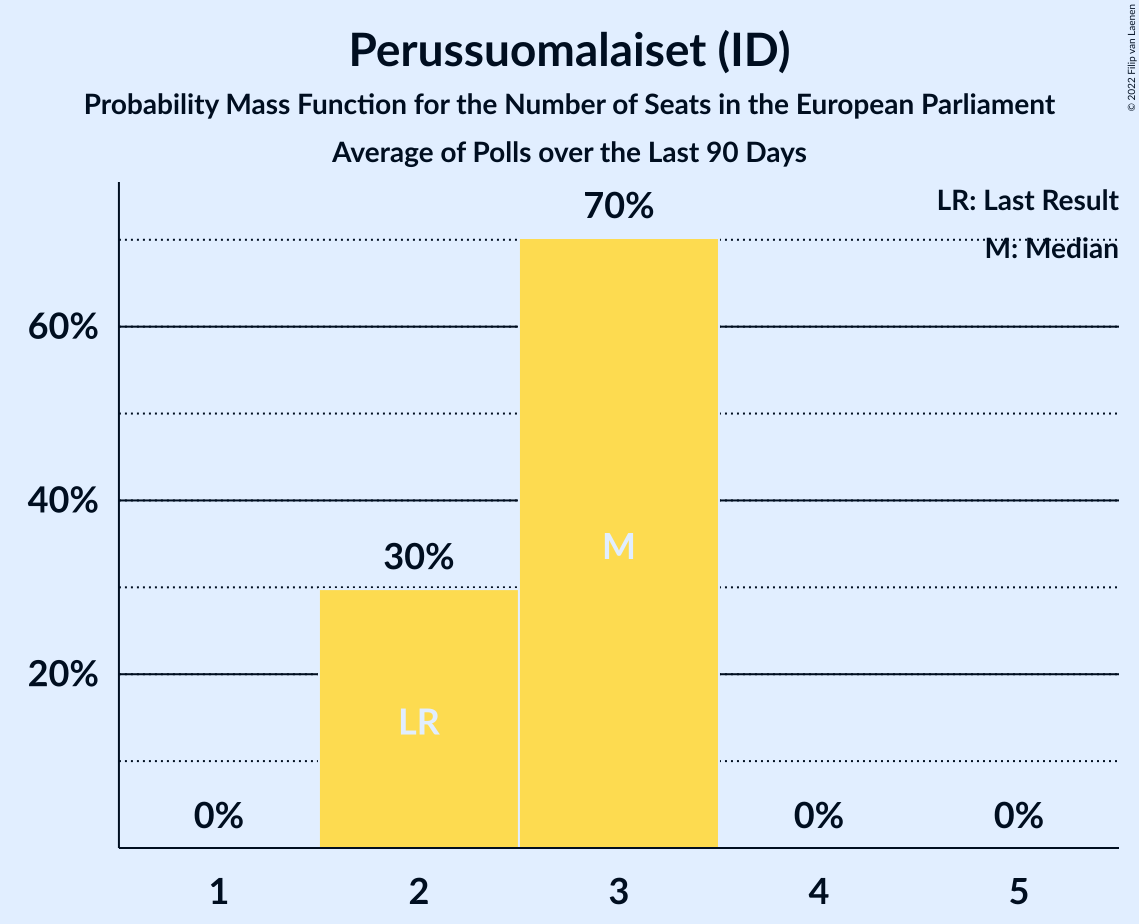 Perussuomalaiset (ID)
Probability Mass Function for the Number of Seats in the European Parliament
Average of Polls over the Last 90 Days
© 2022 Filip van Laenen
LR: Last Result
M: Median
70%
60%
40%
30%
M
20%
LR
0%
0%
0%
1 2 3 4 5